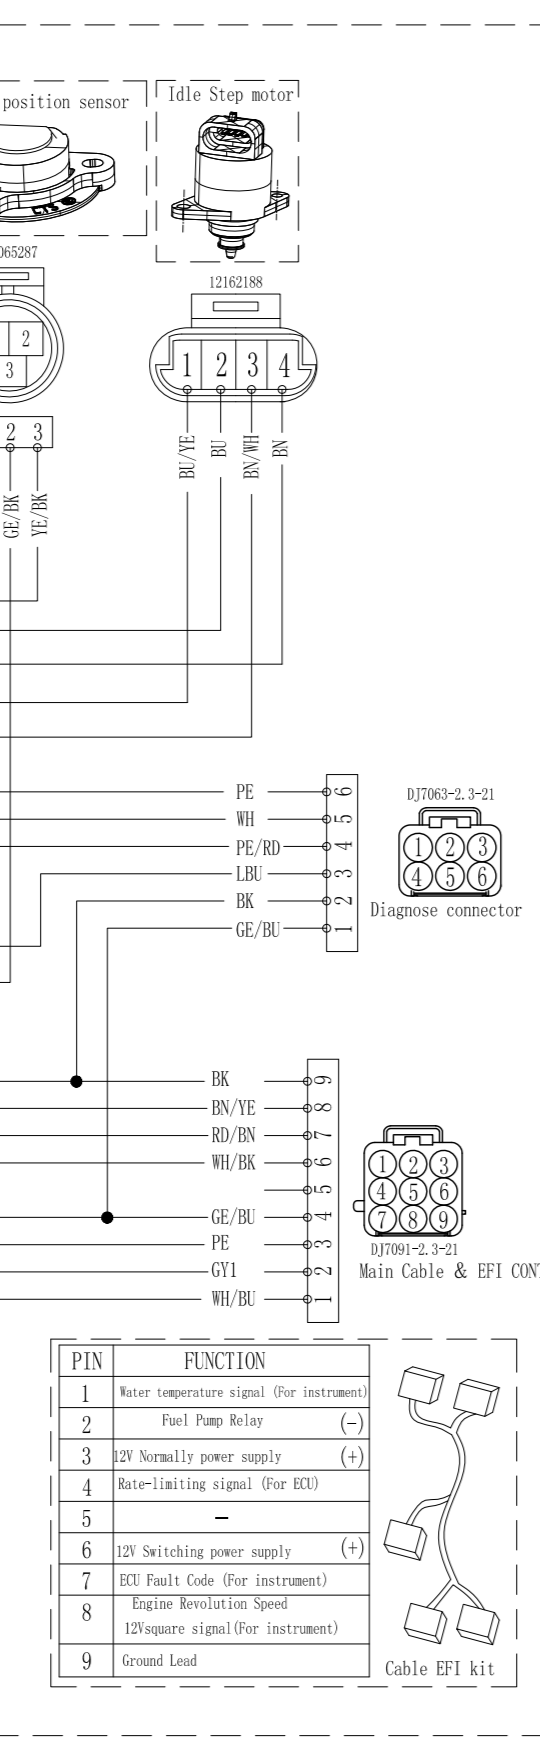 position sensor
Idle Step motor
CTS
065287
12162188
2
3
1 2 3 4
2 3
GE/BK
YE/BK
BU/YE
BU
BN/WH
BN
PE 6
WH 5
PE/RD 4
LBU 3
BK 2
GE/BU 1
DJ7063-2.3-21
1 2 3
4 5 6
Diagnose connector
BK 9
BN/YE 8
RD/BN 7
WH/BK 6
5
GE/BU 4
PE 3
GY1 2
WH/BU 1
1 2 3
4 5 6
7 8 9
DJ7091-2.3-21
Main Cable & EFI CONT
PIN FUNCTION
1 Water temperature signal (For instrument)
2 Fuel Pump Relay (-)
3 12V Normally power supply (+)
4 Rate-limiting signal (For ECU)
5 -
6 12V Switching power supply (+)
7 ECU Fault Code (For instrument)
8 Engine Revolution Speed
12Vsquare signal(For instrument)
9 Ground Lead
Cable EFI kit